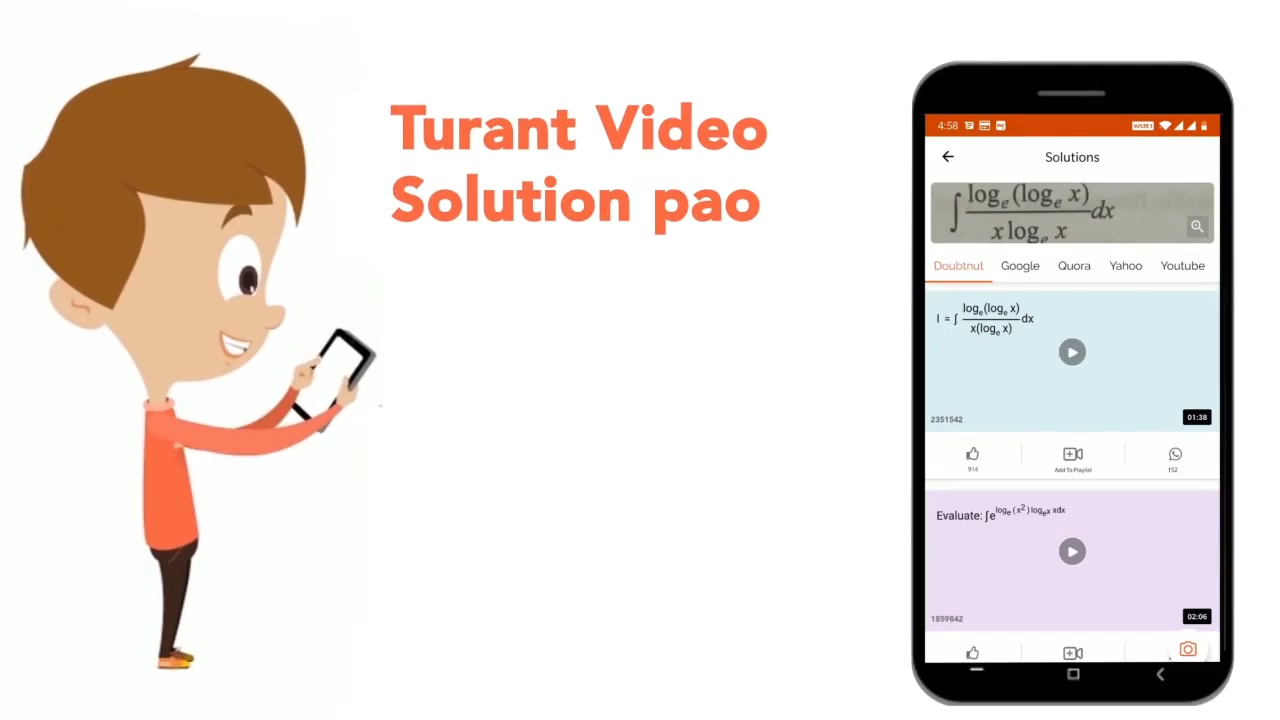 Turant Video
Solution pao
4:58
Solutions
∫ logₑ(logₑ x) / x logₑ x dx
Doubtnut Google Quora Yahoo Youtube
I = ∫ logₑ(logₑ x) / x(logₑ x) dx
2351542 01:38
914 Add To Playlist 152
Evaluate: ∫e^logₑ(x²)logₑx xdx
1859842 02:06